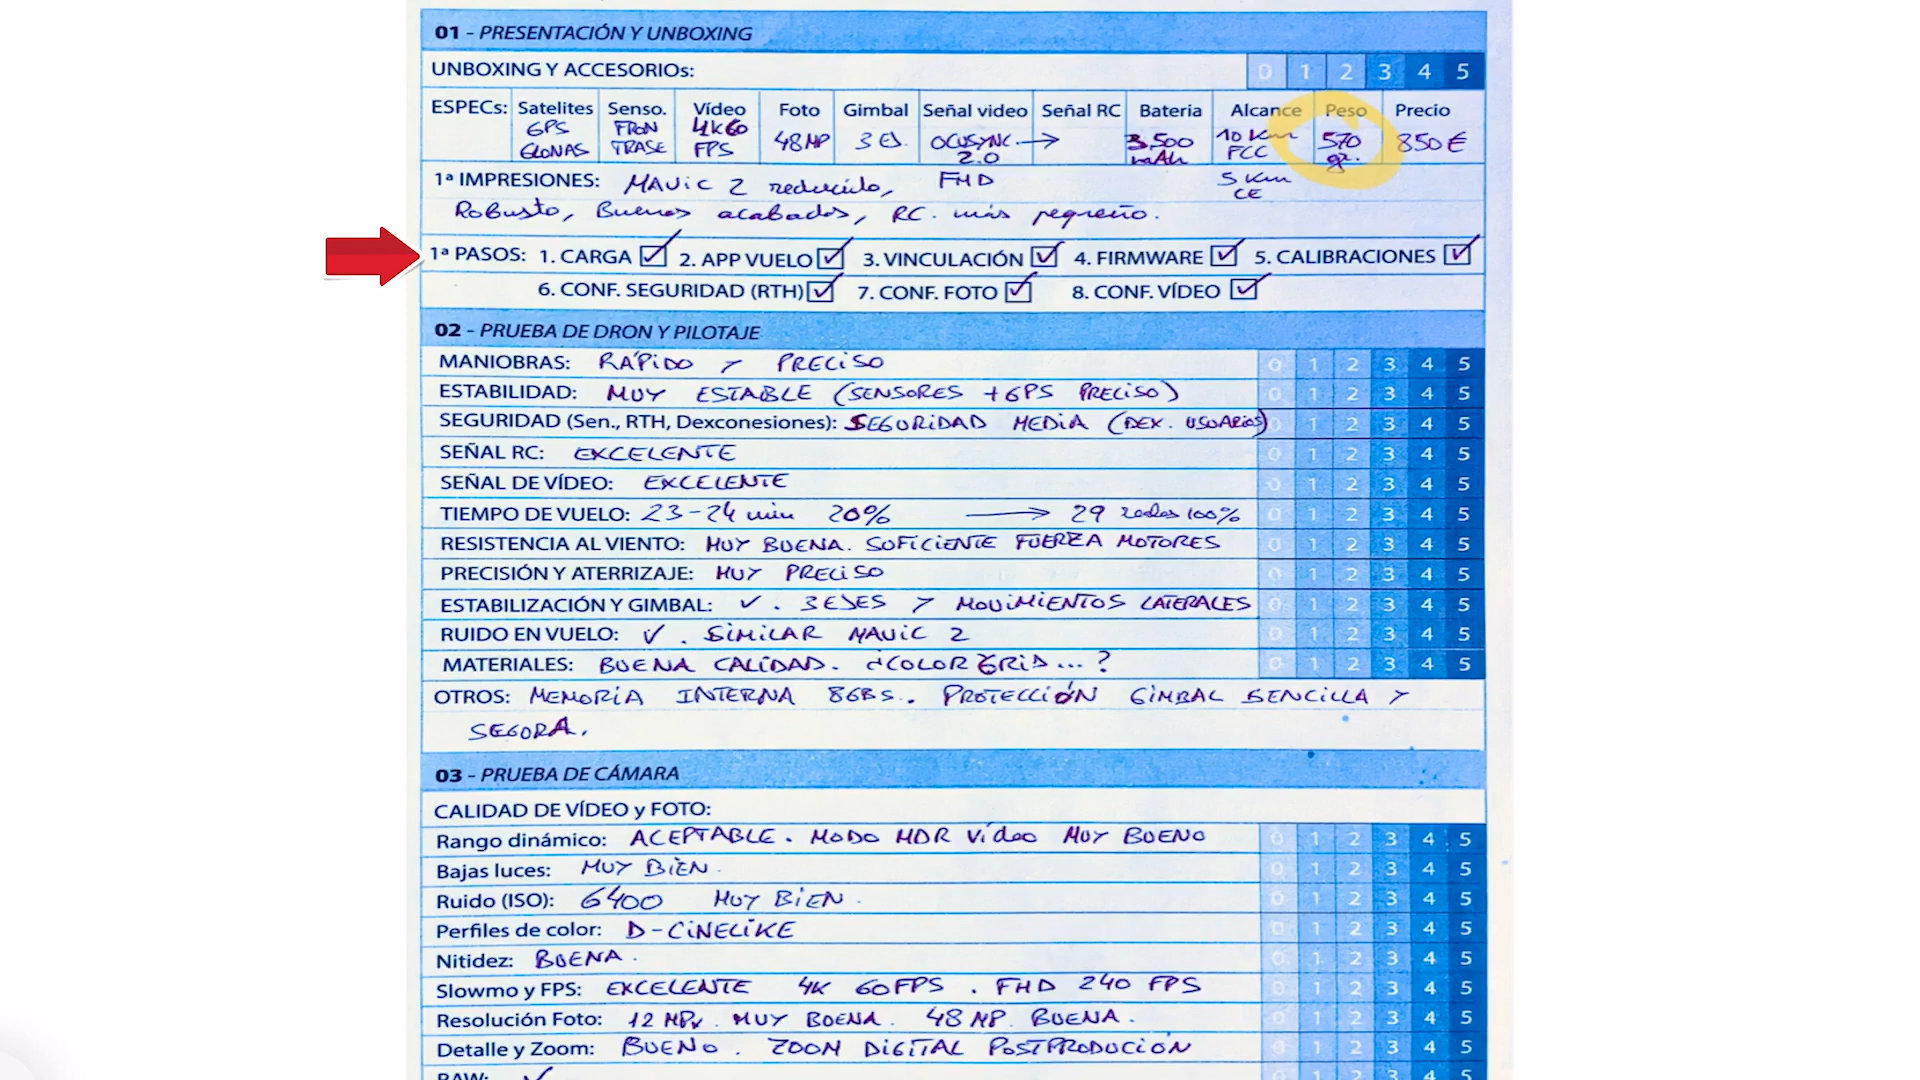 01 - PRESENTACIÓN Y UNBOXING
UNBOXING Y ACCESORIOs: 0 1 2 3 4 5
ESPECs: Satelites Senso. Vídeo Foto Gimbal Señal video Señal RC Bateria Alcance Peso Precio
GPS FRON 4K60 48MP 3 EJ. OCUSYNC → 3.500 10 Km 570 850 €
GLONAS TRASE FPS 2.0 mAh FCC gr.
1ª IMPRESIONES: MAVIC 2 reducido, FHD 5 Km
CE
Robusto, Buenos acabados, RC. más pequeño.
1ª PASOS: 1. CARGA ☑ 2. APP VUELO ☑ 3. VINCULACIÓN ☑ 4. FIRMWARE ☑ 5. CALIBRACIONES ☑
6. CONF. SEGURIDAD (RTH) ☑ 7. CONF. FOTO ☑ 8. CONF. VÍDEO ☑
02 - PRUEBA DE DRON Y PILOTAJE
MANIOBRAS: RÁPIDO Y PRECISO 0 1 2 3 4 5
ESTABILIDAD: MUY ESTABLE (SENSORES + GPS PRECISO) 0 1 2 3 4 5
SEGURIDAD (Sen., RTH, Dexconesiones): SEGURIDAD MEDIA (DEX. USUARIOS) 1 2 3 4 5
SEÑAL RC: EXCELENTE 0 1 2 3 4 5
SEÑAL DE VÍDEO: EXCELENTE 0 1 2 3 4 5
TIEMPO DE VUELO: 23-24 min 20% → 29 100% 0 1 2 3 4 5
RESISTENCIA AL VIENTO: MUY BUENA. SUFICIENTE FUERZA MOTORES 0 1 2 3 4 5
PRECISIÓN Y ATERRIZAJE: MUY PRECISO 0 1 2 3 4 5
ESTABILIZACIÓN Y GIMBAL: ✓. 3 EJES Y MOVIMIENTOS LATERALES 0 1 2 3 4 5
RUIDO EN VUELO: ✓. SIMILAR MAVIC 2 0 1 2 3 4 5
MATERIALES: BUENA CALIDAD. ¿COLOR GRIS...? 0 1 2 3 4 5
OTROS: MEMORIA INTERNA 8GBS. PROTECCIÓN GIMBAL SENCILLA Y
SEGURA.
03 - PRUEBA DE CÁMARA
CALIDAD DE VÍDEO y FOTO:
Rango dinámico: ACEPTABLE. MODO HDR Vídeo MUY BUENO 0 1 2 3 4 5
Bajas luces: MUY BIEN. 0 1 2 3 4 5
Ruido (ISO): 6400 MUY BIEN. 0 1 2 3 4 5
Perfiles de color: D-CINELIKE 0 1 2 3 4 5
Nitidez: BUENA. 0 1 2 3 4 5
Slowmo y FPS: EXCELENTE 4K 60FPS. FHD 240 FPS 0 1 2 3 4 5
Resolución Foto: 12 MPx. MUY BUENA. 48 MP. BUENA. 0 1 2 3 4 5
Detalle y Zoom: BUENO. ZOOM DIGITAL POSTPRODUCIÓN 0 1 2 3 4 5
RAW: ✓ 0 1 2 3 4 5